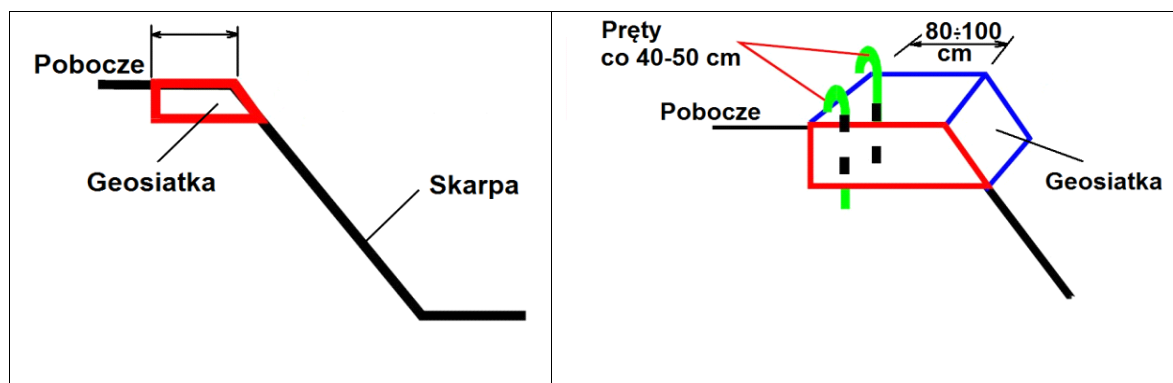 Pobocze
Geosiatka
Skarpa
Pręty
co 40-50 cm
80÷100
cm
Pobocze
Geosiatka